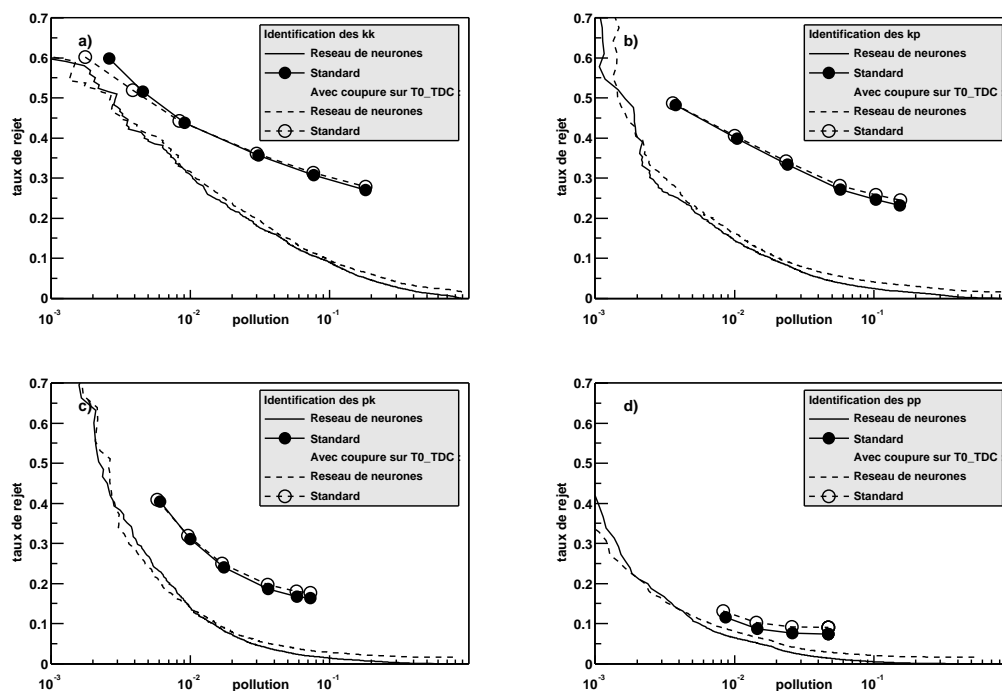 a)
Identification des kk
Reseau de neurones
Standard
Avec coupure sur T0_TDC :
Reseau de neurones
Standard
taux de rejet
0.7
0.6
0.5
0.4
0.3
0.2
0.1
0
10-3
10-2
10-1
pollution
b)
Identification des kp
Reseau de neurones
Standard
Avec coupure sur T0_TDC :
Reseau de neurones
Standard
taux de rejet
0.7
0.6
0.5
0.4
0.3
0.2
0.1
0
10-3
10-2
10-1
pollution
c)
Identification des pk
Reseau de neurones
Standard
Avec coupure sur T0_TDC :
Reseau de neurones
Standard
taux de rejet
0.7
0.6
0.5
0.4
0.3
0.2
0.1
0
10-3
10-2
10-1
pollution
d)
Identification des pp
Reseau de neurones
Standard
Avec coupure sur T0_TDC :
Reseau de neurones
Standard
taux de rejet
0.7
0.6
0.5
0.4
0.3
0.2
0.1
0
10-3
10-2
10-1
pollution